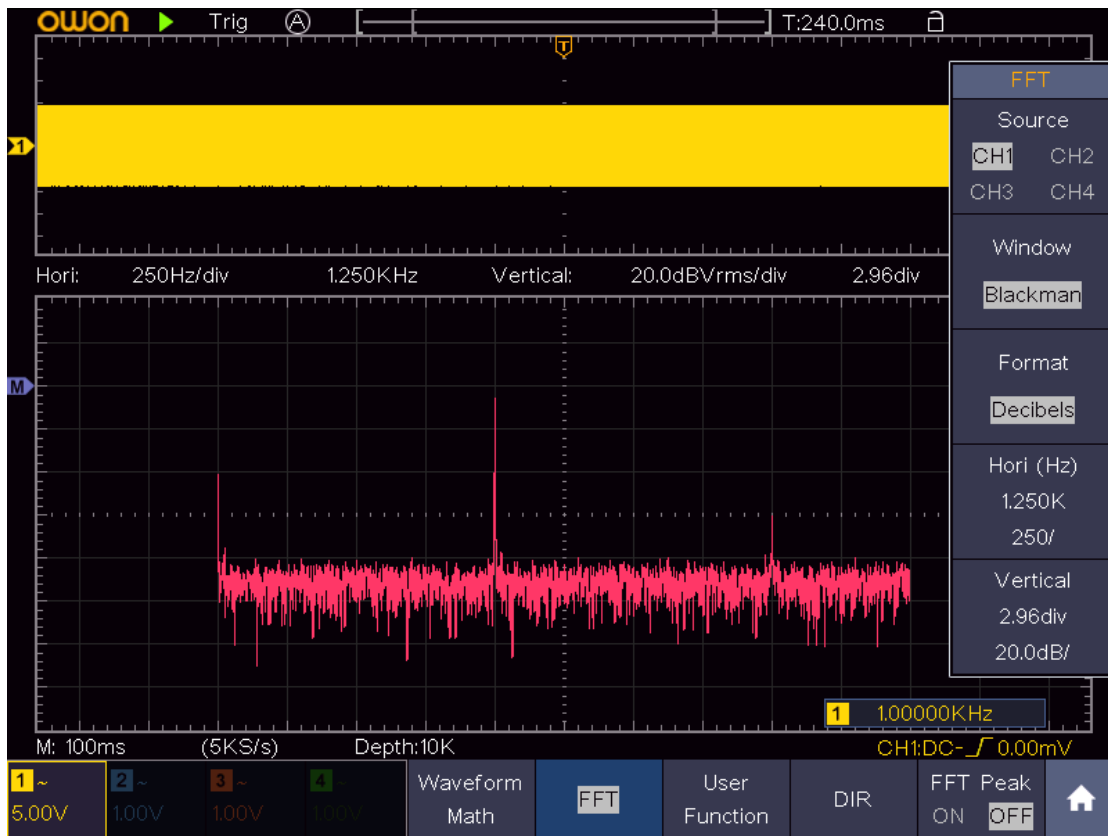 OWON Trig A T:240.0ms
T
FFT
Source
CH1 CH2
1
CH3 CH4
Window
Hori: 250Hz/div 1.250KHz Vertical: 20.0dBVrms/div 2.96div
Blackman
Format
M
Decibels
Hori (Hz)
1.250K
250/
Vertical
2.96div
20.0dB/
1 1.00000KHz
M: 100ms (5KS/s) Depth:10K CH1:DC- 0.00mV
1 ~ 2 ~ 3 ~ 4 ~ Waveform FFT User DIR FFT Peak
5.00V 1.00V 1.00V 1.00V Math Function ON OFF